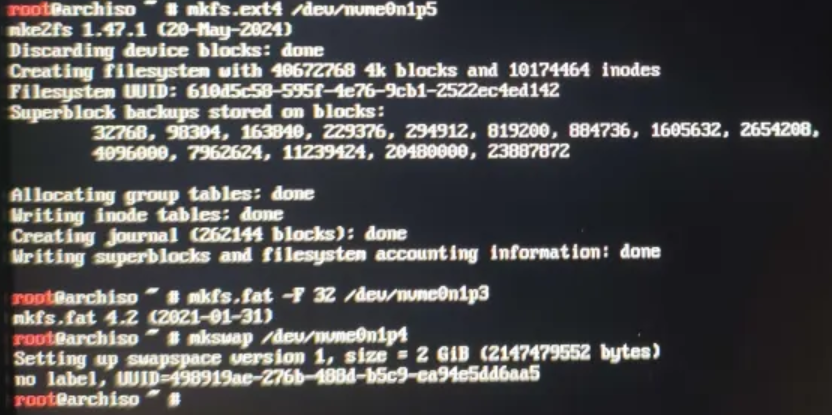 root@archiso ~ # mkfs.ext4 /dev/nvme0n1p5
mke2fs 1.47.1 (20-May-2024)
Discarding device blocks: done
Creating filesystem with 40672768 4k blocks and 10174464 inodes
Filesystem UUID: 610d5c58-595f-4e76-9cb1-2522ec4ed142
Superblock backups stored on blocks:
32768, 98304, 163840, 229376, 294912, 819200, 884736, 1605632, 2654208,
4096000, 7962624, 11239424, 20480000, 23887872
Allocating group tables: done
Writing inode tables: done
Creating journal (262144 blocks): done
Writing superblocks and filesystem accounting information: done
root@archiso ~ # mkfs.fat -F 32 /dev/nvme0n1p3
mkfs.fat 4.2 (2021-01-31)
root@archiso ~ # mkswap /dev/nvme0n1p4
Setting up swapspace version 1, size = 2 GiB (2147479552 bytes)
no label, UUID=498919ae-276b-488d-b5c9-ea94e5dd6aa5
root@archiso ~ #